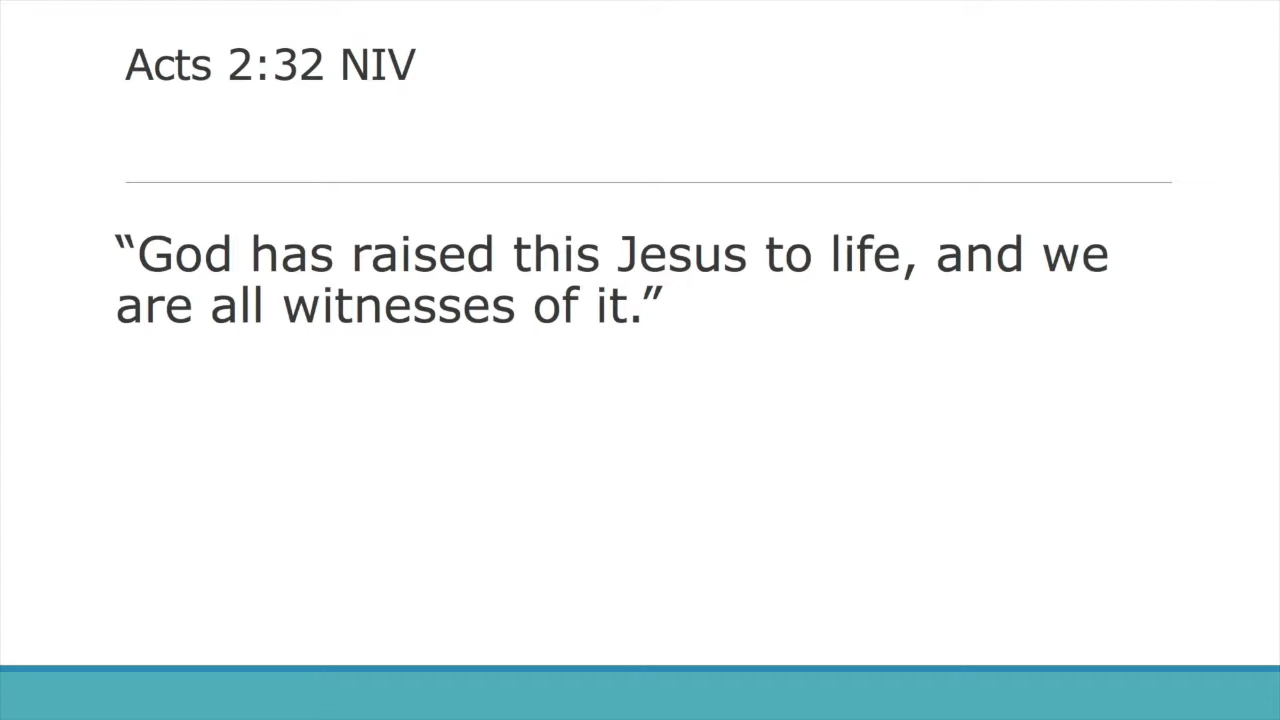 Acts 2:32 NIV
“God has raised this Jesus to life, and we
are all witnesses of it.”